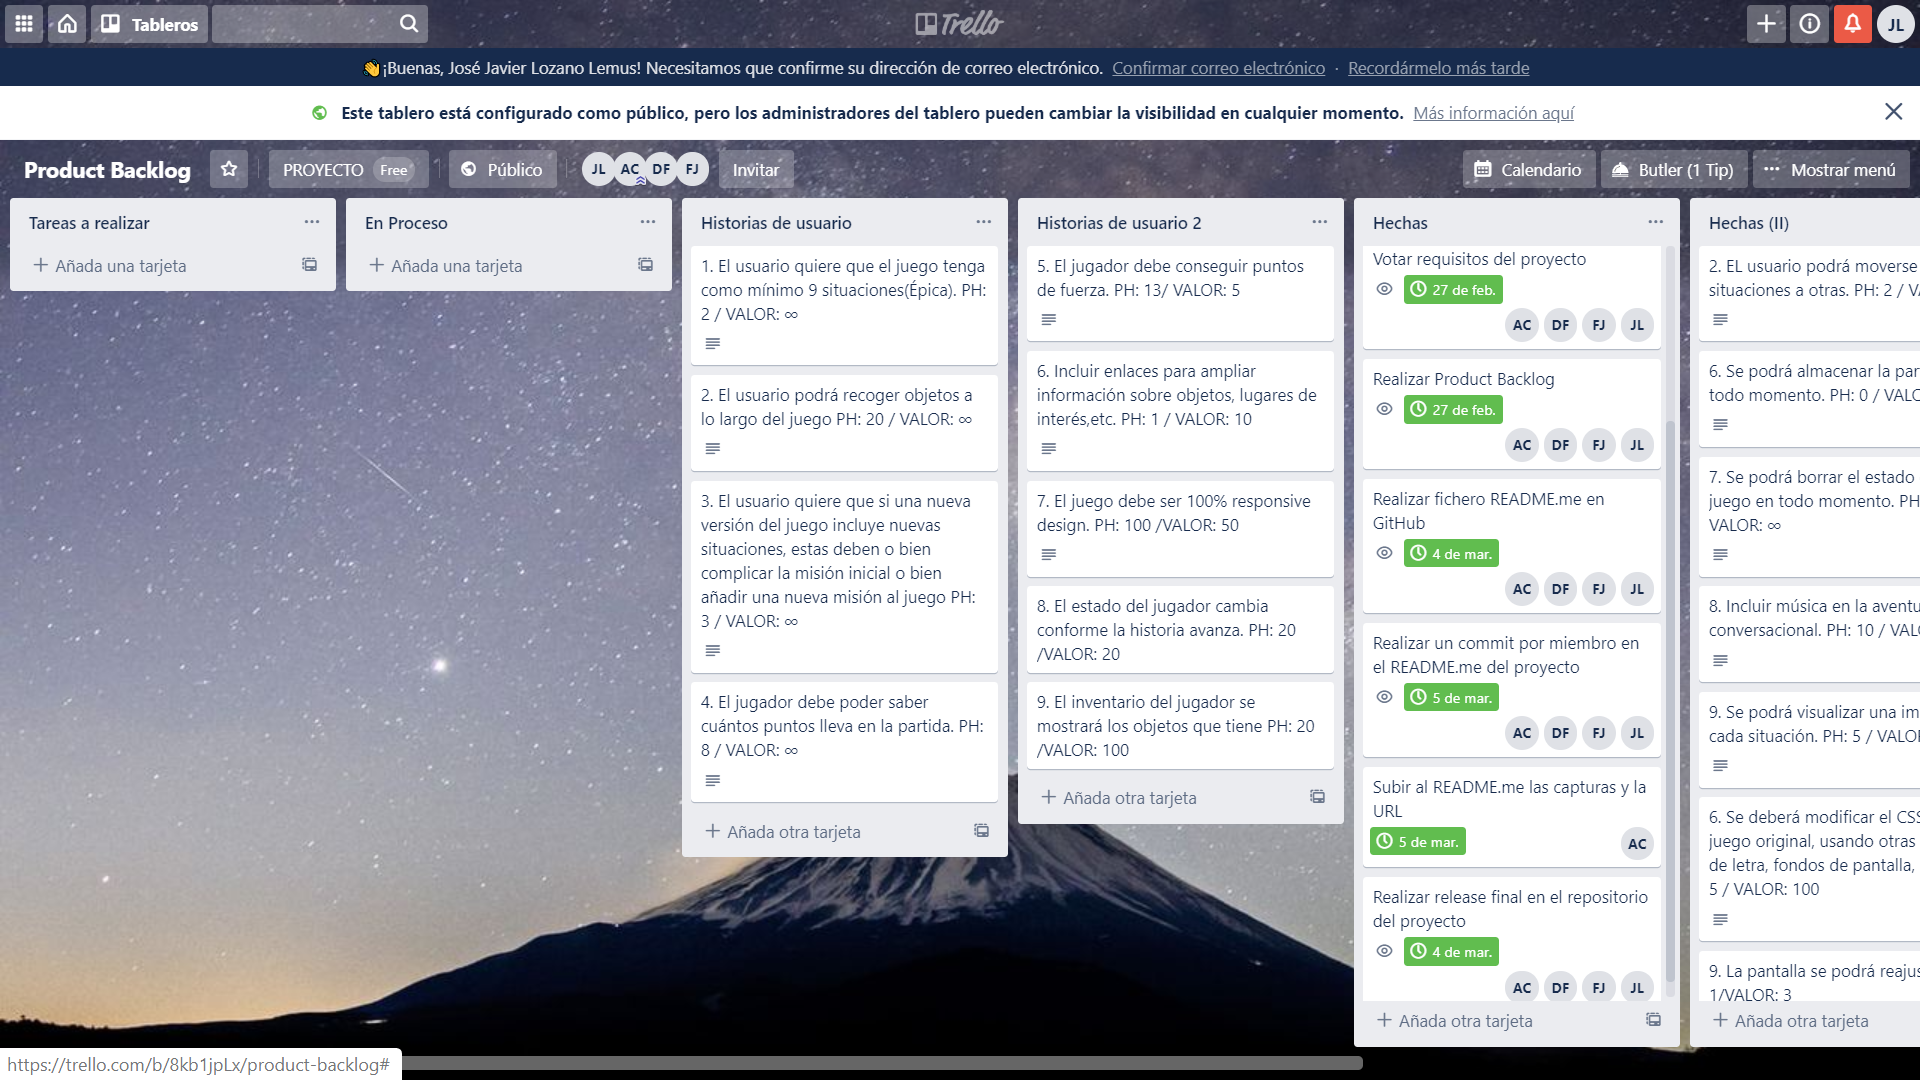 Tableros
Trello
JL
👋¡Buenas, José Javier Lozano Lemus! Necesitamos que confirme su dirección de correo electrónico. Confirmar correo electrónico · Recordármelo más tarde
Este tablero está configurado como público, pero los administradores del tablero pueden cambiar la visibilidad en cualquier momento. Más información aquí
Product Backlog
PROYECTO Free
Público
JL AC DF FJ
Invitar
Calendario
Butler (1 Tip)
··· Mostrar menú
Tareas a realizar
+ Añada una tarjeta
En Proceso
+ Añada una tarjeta
Historias de usuario
1. El usuario quiere que el juego tenga
como mínimo 9 situaciones(Épica). PH:
2 / VALOR: ∞
2. El usuario podrá recoger objetos a
lo largo del juego PH: 20 / VALOR: ∞
3. El usuario quiere que si una nueva
versión del juego incluye nuevas
situaciones, estas deben o bien
complicar la misión inicial o bien
añadir una nueva misión al juego PH:
3 / VALOR: ∞
4. El jugador debe poder saber
cuántos puntos lleva en la partida. PH:
8 / VALOR: ∞
+ Añada otra tarjeta
Historias de usuario 2
5. El jugador debe conseguir puntos
de fuerza. PH: 13/ VALOR: 5
6. Incluir enlaces para ampliar
información sobre objetos, lugares de
interés,etc. PH: 1 / VALOR: 10
7. El juego debe ser 100% responsive
design. PH: 100 /VALOR: 50
8. El estado del jugador cambia
conforme la historia avanza. PH: 20
/VALOR: 20
9. El inventario del jugador se
mostrará los objetos que tiene PH: 20
/VALOR: 100
+ Añada otra tarjeta
Hechas
Votar requisitos del proyecto
27 de feb.
AC DF FJ JL
Realizar Product Backlog
27 de feb.
AC DF FJ JL
Realizar fichero README.me en
GitHub
4 de mar.
AC DF FJ JL
Realizar un commit por miembro en
el README.me del proyecto
5 de mar.
AC DF FJ JL
Subir al README.me las capturas y la
URL
5 de mar.
AC
Realizar release final en el repositorio
del proyecto
4 de mar.
AC DF FJ JL
+ Añada otra tarjeta
Hechas (II)
2. EL usuario podrá moverse
situaciones a otras. PH: 2 / VA
6. Se podrá almacenar la par
todo momento. PH: 0 / VALO
7. Se podrá borrar el estado
juego en todo momento. PH
VALOR: ∞
8. Incluir música en la aventu
conversacional. PH: 10 / VALO
9. Se podrá visualizar una im
cada situación. PH: 5 / VALOR
6. Se deberá modificar el CSS
juego original, usando otras
de letra, fondos de pantalla,
5 / VALOR: 100
9. La pantalla se podrá reajus
1/VALOR: 3
+ Añada otra tarjeta
https://trello.com/b/8kb1jpLx/product-backlog#